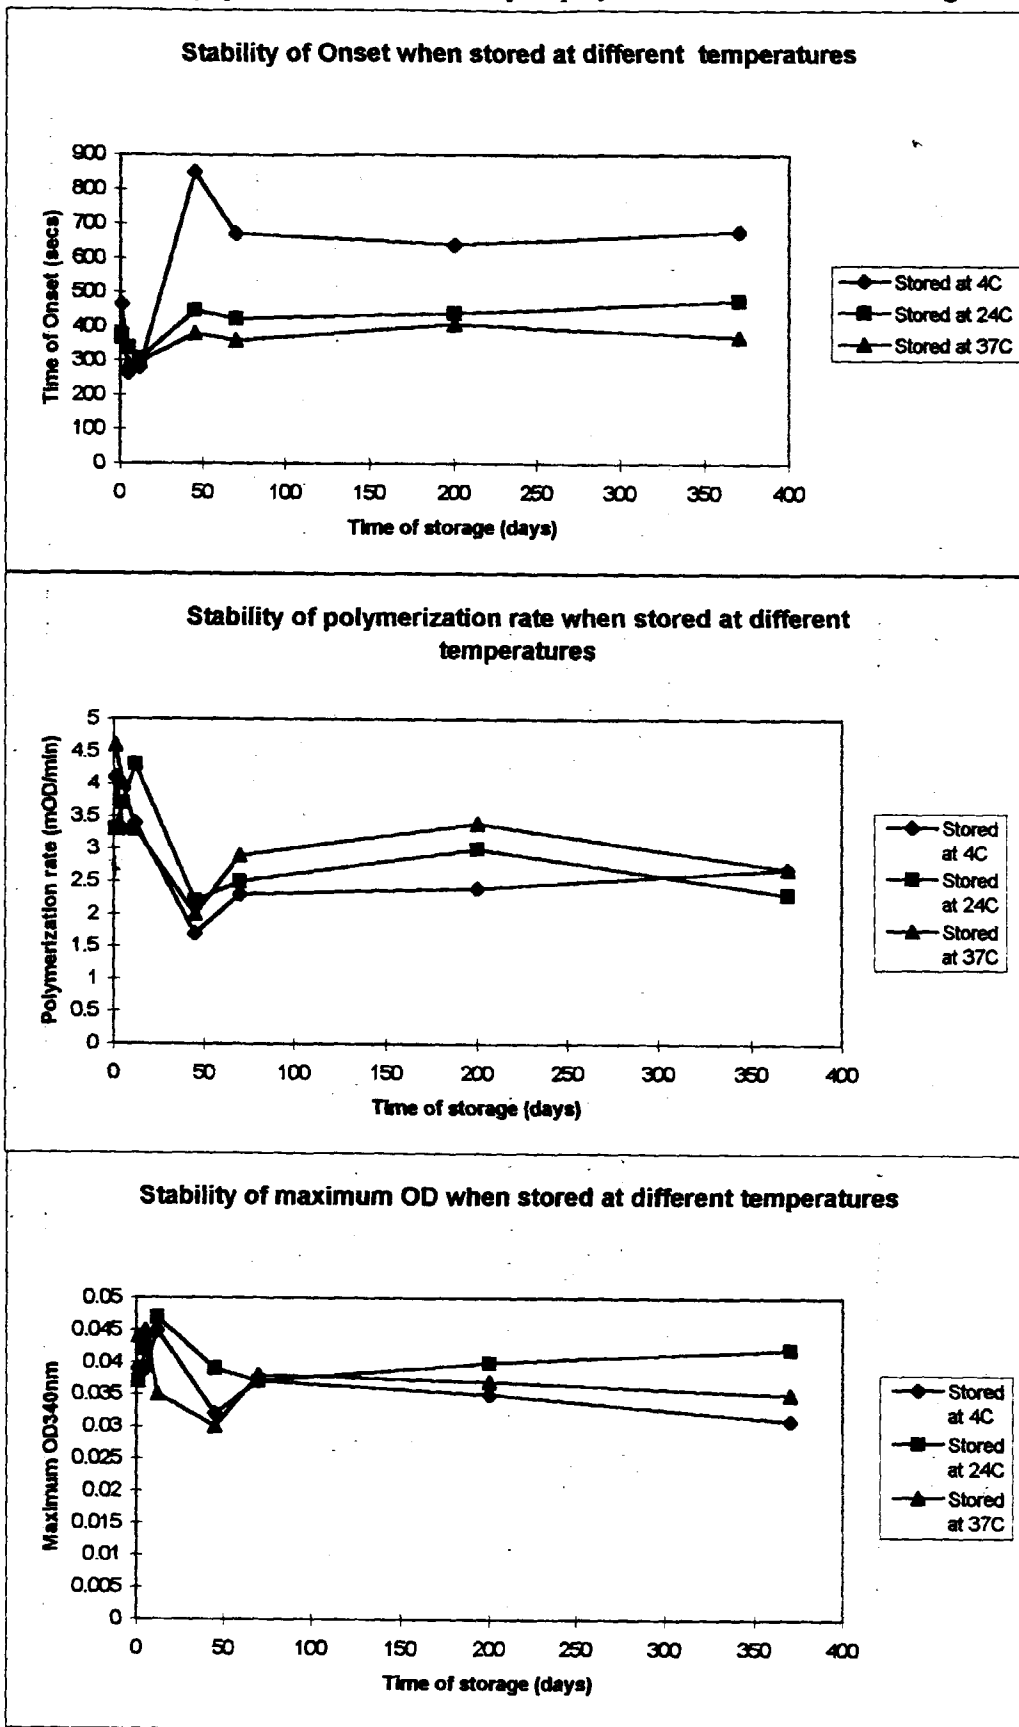 Stability of Onset when stored at different temperatures
900
800
700
600
500
400
300
200
100
0
Time of Onset (secs)
0 50 100 150 200 250 300 350 400
Time of storage (days)
Stored at 4C
Stored at 24C
Stored at 37C
Stability of polymerization rate when stored at different
temperatures
5
4.5
4
3.5
3
2.5
2
1.5
1
0.5
0
Polymerization rate (mOD/min)
0 50 100 150 200 250 300 350 400
Time of storage (days)
Stored
at 4C
Stored
at 24C
Stored
at 37C
Stability of maximum OD when stored at different temperatures
0.05
0.045
0.04
0.035
0.03
0.025
0.02
0.015
0.01
0.005
0
Maximum OD340nm
0 50 100 150 200 250 300 350 400
Time of storage (days)
Stored
at 4C
Stored
at 24C
Stored
at 37C